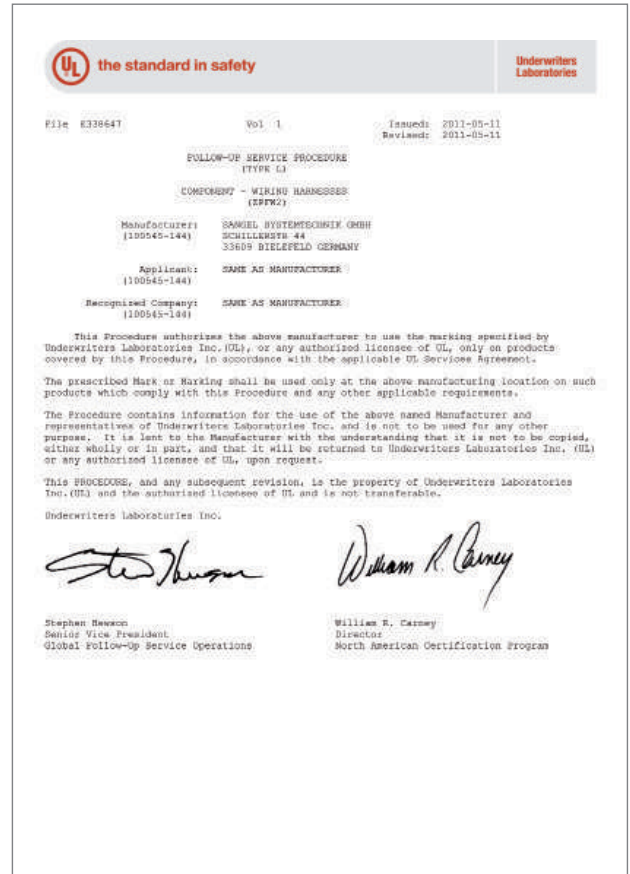 UL the standard in safety
Underwriters
Laboratories
File E338647 Vol 1 Issued: 2011-05-11
Revised: 2011-05-11
FOLLOW-UP SERVICE PROCEDURE
(TYPE L)
COMPONENT - WIRING HARNESSES
(ZPFW2)
Manufacturer: SANGEL SYSTEMTECHNIK GMBH
(100545-144) SCHILLERSTR 44
33609 BIELEFELD GERMANY
Applicant: SAME AS MANUFACTURER
(100545-144)
Recognized Company: SAME AS MANUFACTURER
(100545-144)
This Procedure authorizes the above manufacturer to use the marking specified by
Underwriters Laboratories Inc.(UL), or any authorized licensee of UL, only on products
covered by this Procedure, in accordance with the applicable UL Services Agreement.
The prescribed Mark or Marking shall be used only at the above manufacturing location on such
products which comply with this Procedure and any other applicable requirements.
The Procedure contains information for the use of the above named Manufacturer and
representatives of Underwriters Laboratories Inc. and is not to be used for any other
purpose. It is lent to the Manufacturer with the understanding that it is not to be copied,
either wholly or in part, and that it will be returned to Underwriters Laboratories Inc. (UL)
or any authorized licensee of UL, upon request.
This PROCEDURE, and any subsequent revision, is the property of Underwriters Laboratories
Inc.(UL) and the authorized licensee of UL and is not transferable.
Underwriters Laboratories Inc.
William R. Carney
Stephen Hewson William R. Carney
Senior Vice President Director
Global Follow-Up Service Operations North American Certification Program